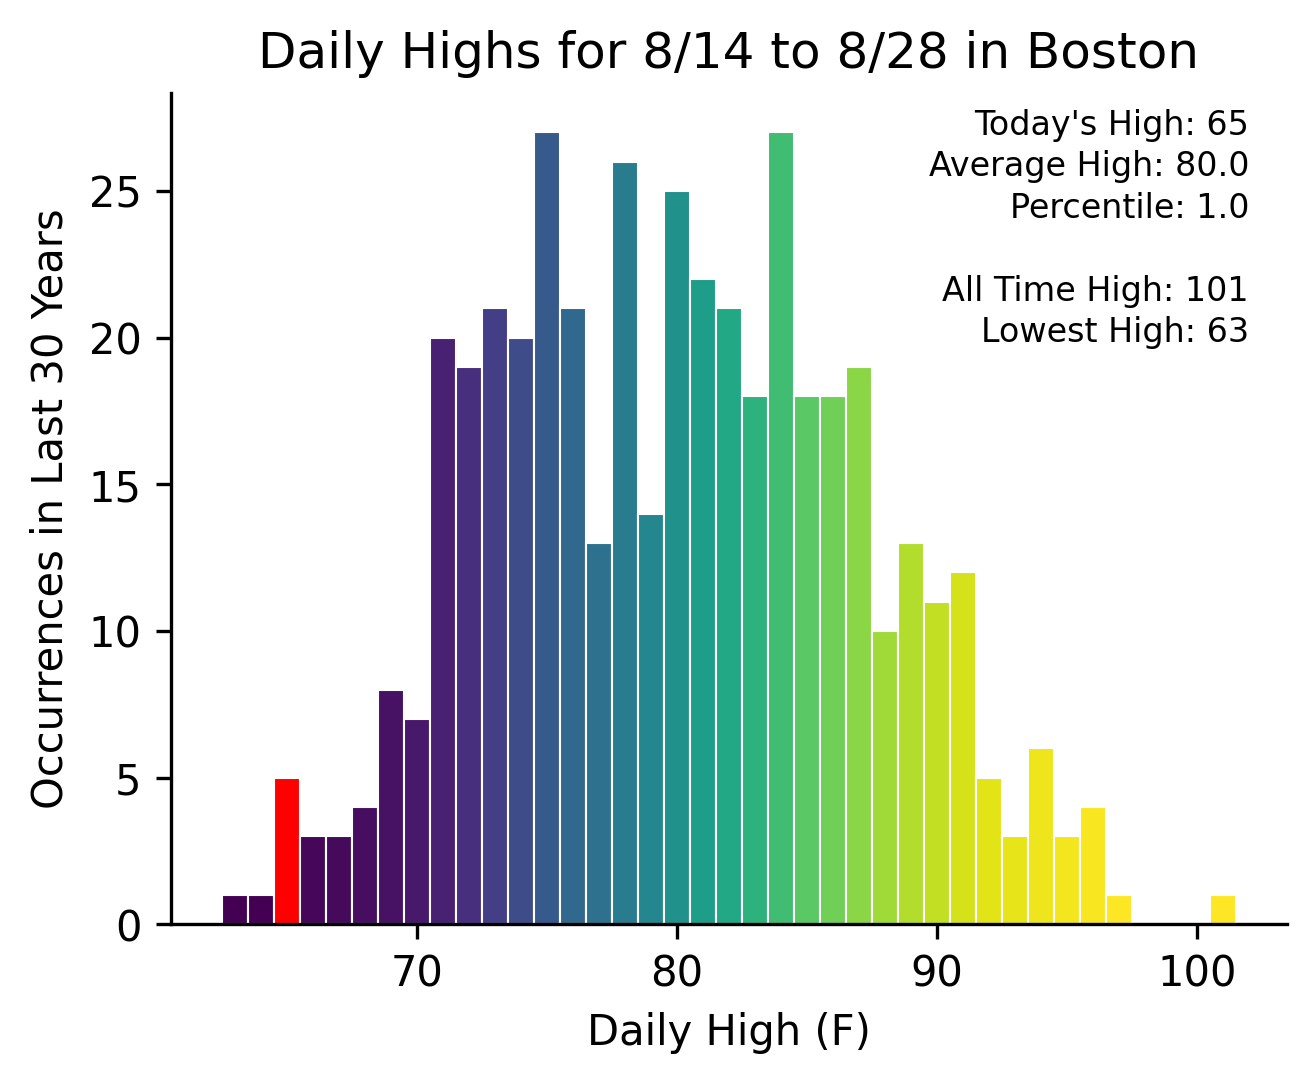 Daily Highs for 8/14 to 8/28 in Boston
Today's High: 65
Average High: 80.0
Percentile: 1.0
All Time High: 101
Lowest High: 63
Occurrences in Last 30 Years
25
20
15
10
5
0
70 80 90 100
Daily High (F)